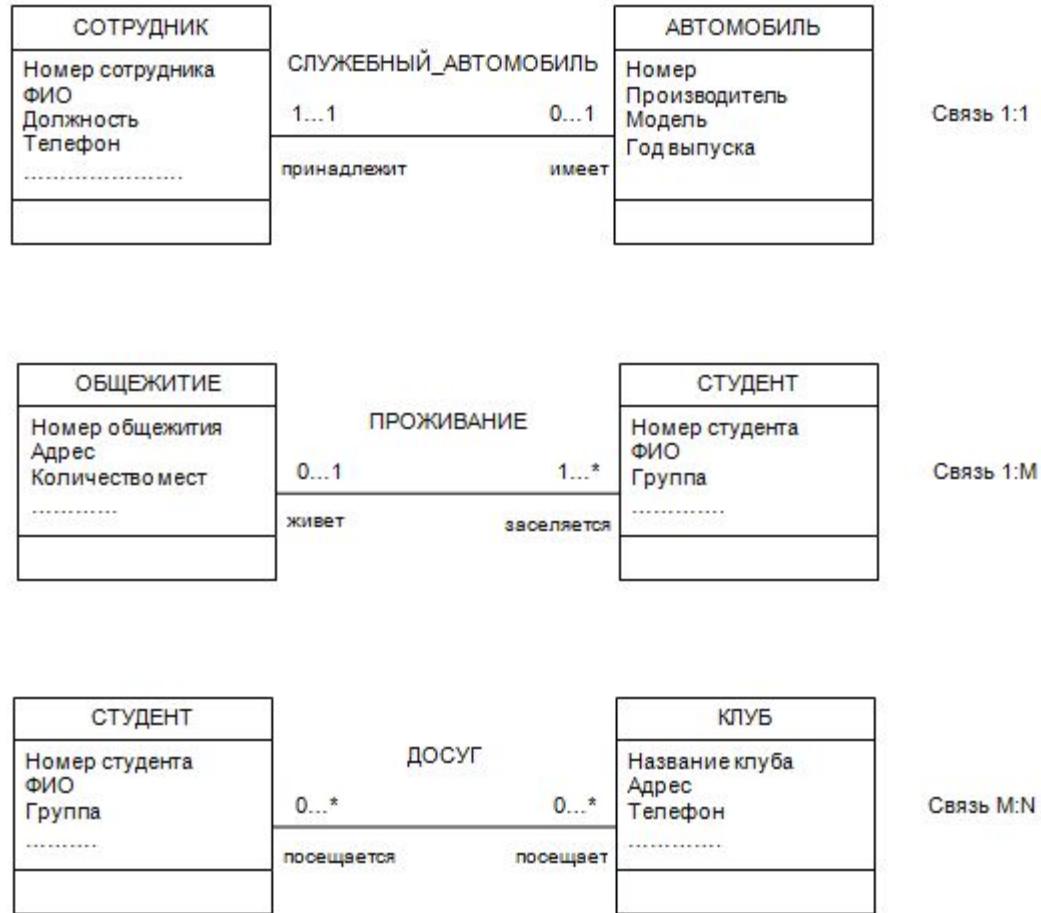 СОТРУДНИК
Номер сотрудника
ФИО
Должность
Телефон
......................
СЛУЖЕБНЫЙ_АВТОМОБИЛЬ
1...1
0...1
принадлежит
имеет
АВТОМОБИЛЬ
Номер
Производитель
Модель
Год выпуска
Связь 1:1
ОБЩЕЖИТИЕ
Номер общежития
Адрес
Количество мест
............
ПРОЖИВАНИЕ
0...1
1...*
живет
заселяется
СТУДЕНТ
Номер студента
ФИО
Группа
.............
Связь 1:М
СТУДЕНТ
Номер студента
ФИО
Группа
..........
ДОСУГ
0...*
0...*
посещается
посещает
КЛУБ
Название клуба
Адрес
Телефон
.............
Связь M:N